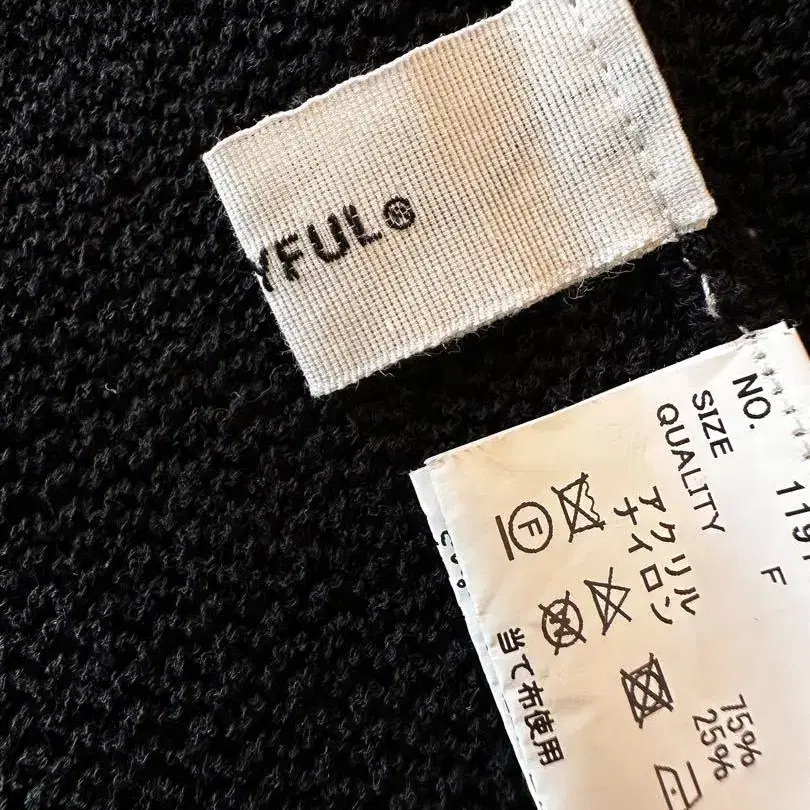 YFUL
NO. 119
SIZE F
QUALITY
アクリル 75%
ナイロン 25%
F
W
当て布使用